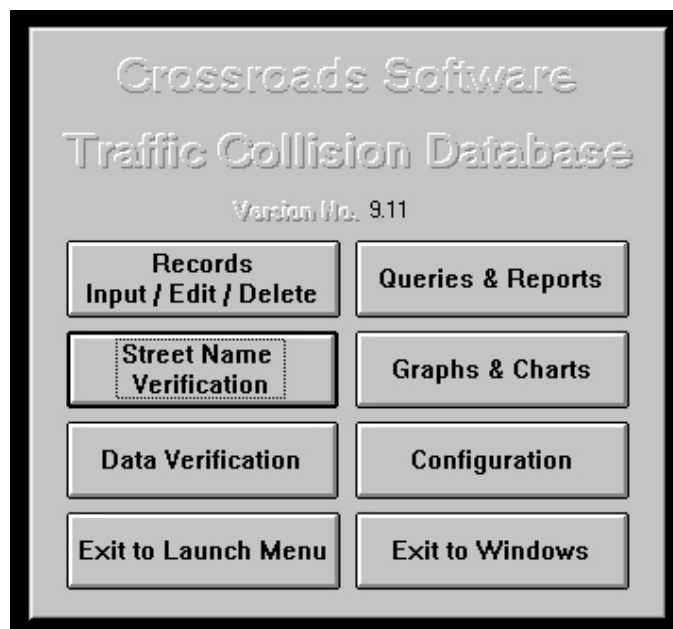 Crossroads Software
Traffic Collision Database
Version No. 9.11
Records
Input / Edit / Delete
Queries & Reports
Street Name
Verification
Graphs & Charts
Data Verification
Configuration
Exit to Launch Menu
Exit to Windows